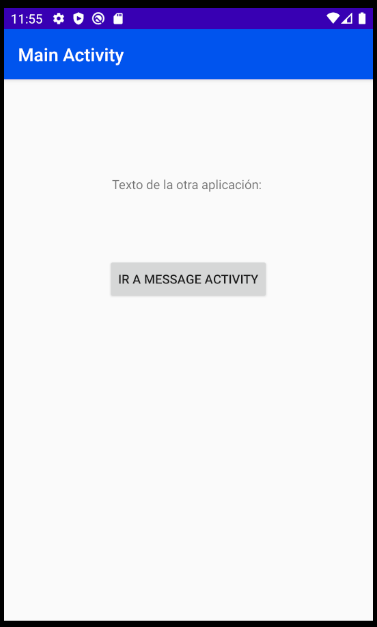 11:55
Main Activity
Texto de la otra aplicación:
IR A MESSAGE ACTIVITY